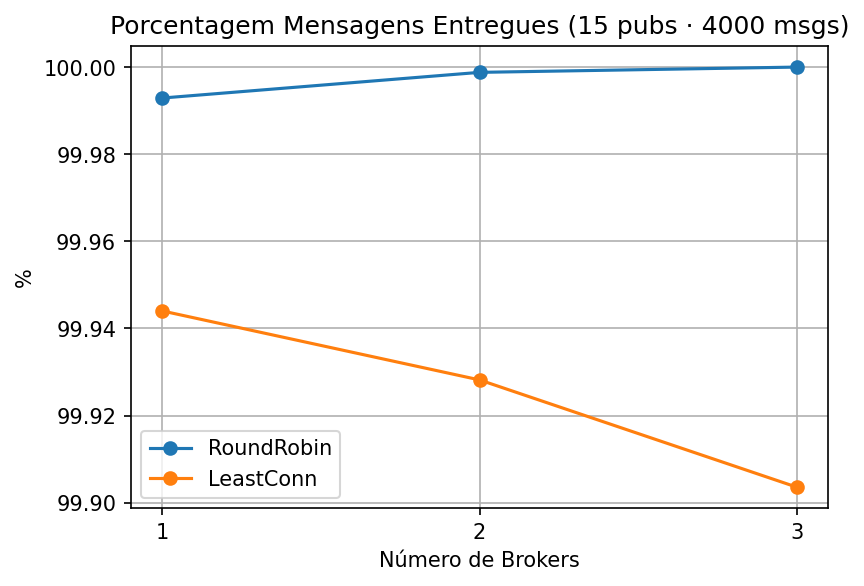 Porcentagem Mensagens Entregues (15 pubs · 4000 msgs)
100.00
99.98
99.96
99.94
99.92
99.90
%
RoundRobin
LeastConn
1
2
3
Número de Brokers